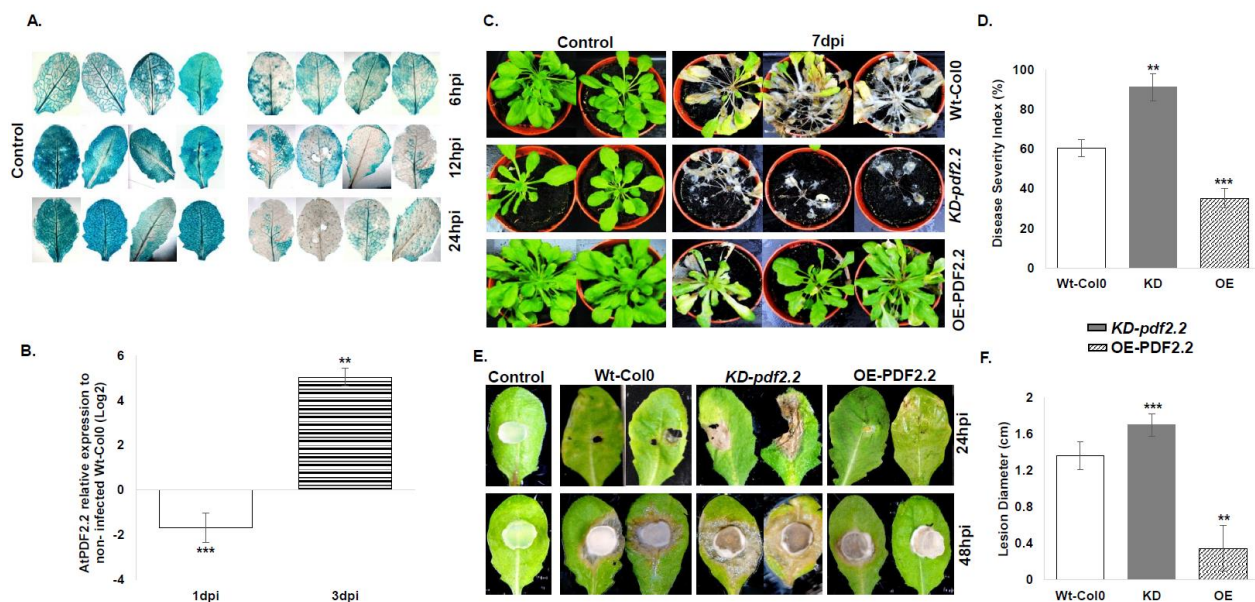 A.
Control
6hpi
12hpi
24hpi
B.
AtPDF2.2 relative expression to
non- infected Wt-Col0 (Log2)
6
4
2
0
-2
-4
**
***
1dpi
3dpi
C.
Control
7dpi
Wt-Col0
KD-pdf2.2
OE-PDF2.2
D.
Disease Severity Index (%)
100
80
60
40
20
0
**
***
Wt-Col0
KD
OE
KD-pdf2.2
OE-PDF2.2
E.
Control
Wt-Col0
KD-pdf2.2
OE-PDF2.2
24hpi
48hpi
F.
Lesion Diameter (cm)
1.6
1.2
0.8
0.4
0
***
**
Wt-Col0
KD
OE